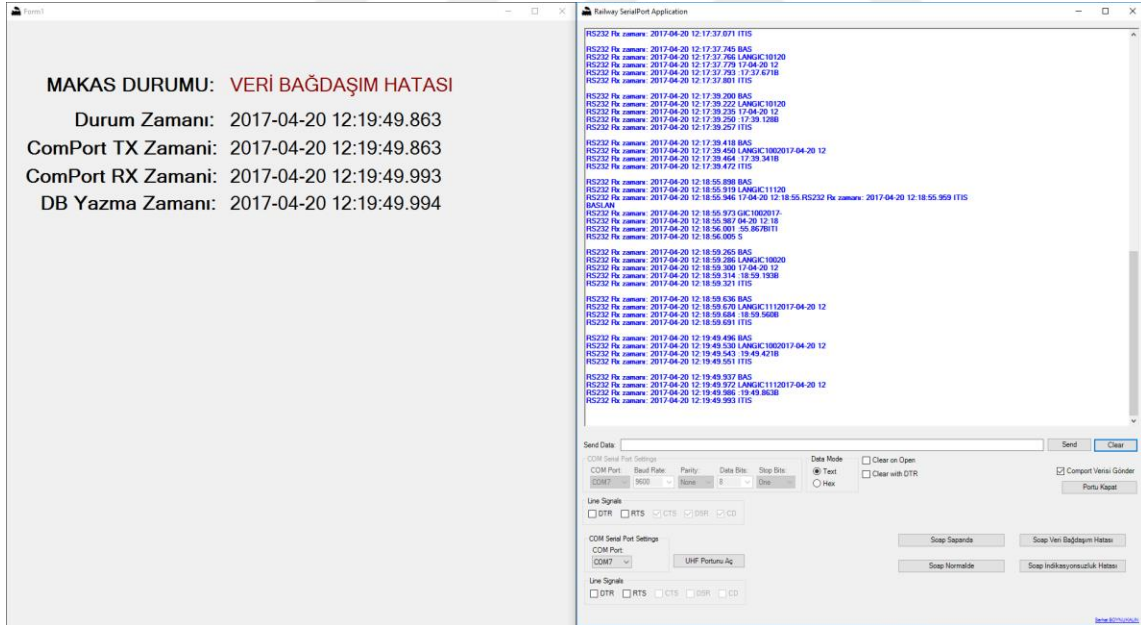 Form1
MAKAS DURUMU: VERİ BAĞDAŞIM HATASI
Durum Zamanı: 2017-04-20 12:19:49.863
ComPort TX Zamani: 2017-04-20 12:19:49.863
ComPort RX Zamani: 2017-04-20 12:19:49.993
DB Yazma Zamanı: 2017-04-20 12:19:49.994
Railway SerialPort Application
RS232 Rx zamanı: 2017-04-20 12:17:37.071 ITIS
RS232 Rx zamanı: 2017-04-20 12:17:37.745 BAS
RS232 Rx zamanı: 2017-04-20 12:17:37.766 LANGIC10120
RS232 Rx zamanı: 2017-04-20 12:17:37.779 17-04-20 12
RS232 Rx zamanı: 2017-04-20 12:17:37.793 :17:37.671B
RS232 Rx zamanı: 2017-04-20 12:17:37.801 ITIS
RS232 Rx zamanı: 2017-04-20 12:17:39.200 BAS
RS232 Rx zamanı: 2017-04-20 12:17:39.222 LANGIC10120
RS232 Rx zamanı: 2017-04-20 12:17:39.235 17-04-20 12
RS232 Rx zamanı: 2017-04-20 12:17:39.250 :17:39.128B
RS232 Rx zamanı: 2017-04-20 12:17:39.257 ITIS
RS232 Rx zamanı: 2017-04-20 12:17:39.418 BAS
RS232 Rx zamanı: 2017-04-20 12:17:39.450 LANGIC1002017-04-20 12
RS232 Rx zamanı: 2017-04-20 12:17:39.464 :17:39.341B
RS232 Rx zamanı: 2017-04-20 12:17:39.472 ITIS
RS232 Rx zamanı: 2017-04-20 12:18:55.898 BAS
RS232 Rx zamanı: 2017-04-20 12:18:55.919 LANGIC11120
RS232 Rx zamanı: 2017-04-20 12:18:55.946 17-04-20 12:18:55.RS232 Rx zamanı: 2017-04-20 12:18:55.959 ITIS
BASLAN
RS232 Rx zamanı: 2017-04-20 12:18:55.973 GIC1002017-
RS232 Rx zamanı: 2017-04-20 12:18:55.987 04-20 12:18
RS232 Rx zamanı: 2017-04-20 12:18:56.001 :55.867BITI
RS232 Rx zamanı: 2017-04-20 12:18:56.005 S
RS232 Rx zamanı: 2017-04-20 12:18:59.265 BAS
RS232 Rx zamanı: 2017-04-20 12:18:59.286 LANGIC10020
RS232 Rx zamanı: 2017-04-20 12:18:59.300 17-04-20 12
RS232 Rx zamanı: 2017-04-20 12:18:59.314 :18:59.193B
RS232 Rx zamanı: 2017-04-20 12:18:59.321 ITIS
RS232 Rx zamanı: 2017-04-20 12:18:59.636 BAS
RS232 Rx zamanı: 2017-04-20 12:18:59.670 LANGIC1112017-04-20 12
RS232 Rx zamanı: 2017-04-20 12:18:59.684 :18:59.560B
RS232 Rx zamanı: 2017-04-20 12:18:59.691 ITIS
RS232 Rx zamanı: 2017-04-20 12:19:49.496 BAS
RS232 Rx zamanı: 2017-04-20 12:19:49.530 LANGIC1002017-04-20 12
RS232 Rx zamanı: 2017-04-20 12:19:49.543 :19:49.421B
RS232 Rx zamanı: 2017-04-20 12:19:49.551 ITIS
RS232 Rx zamanı: 2017-04-20 12:19:49.937 BAS
RS232 Rx zamanı: 2017-04-20 12:19:49.972 LANGIC1112017-04-20 12
RS232 Rx zamanı: 2017-04-20 12:19:49.986 :19:49.863B
RS232 Rx zamanı: 2017-04-20 12:19:49.993 ITIS
Send Data: Send Clear
COM Serial Port Settings
COM Port: Baud Rate: Parity: Data Bits: Stop Bits:
COM7 9600 None 8 One
Data Mode
Text
Hex
Clear on Open
Clear with DTR
Comport Verisi Gönder
Portu Kapat
Line Signals
DTR RTS CTS DSR CD
COM Serial Port Settings
COM Port:
COM7 UHF Portunu Aç
Line Signals
DTR RTS CTS DSR CD
Soap Sapanda Soap Veri Bağdaşım Hatası
Soap Normalde Soap İndikasyonsuzluk Hatası